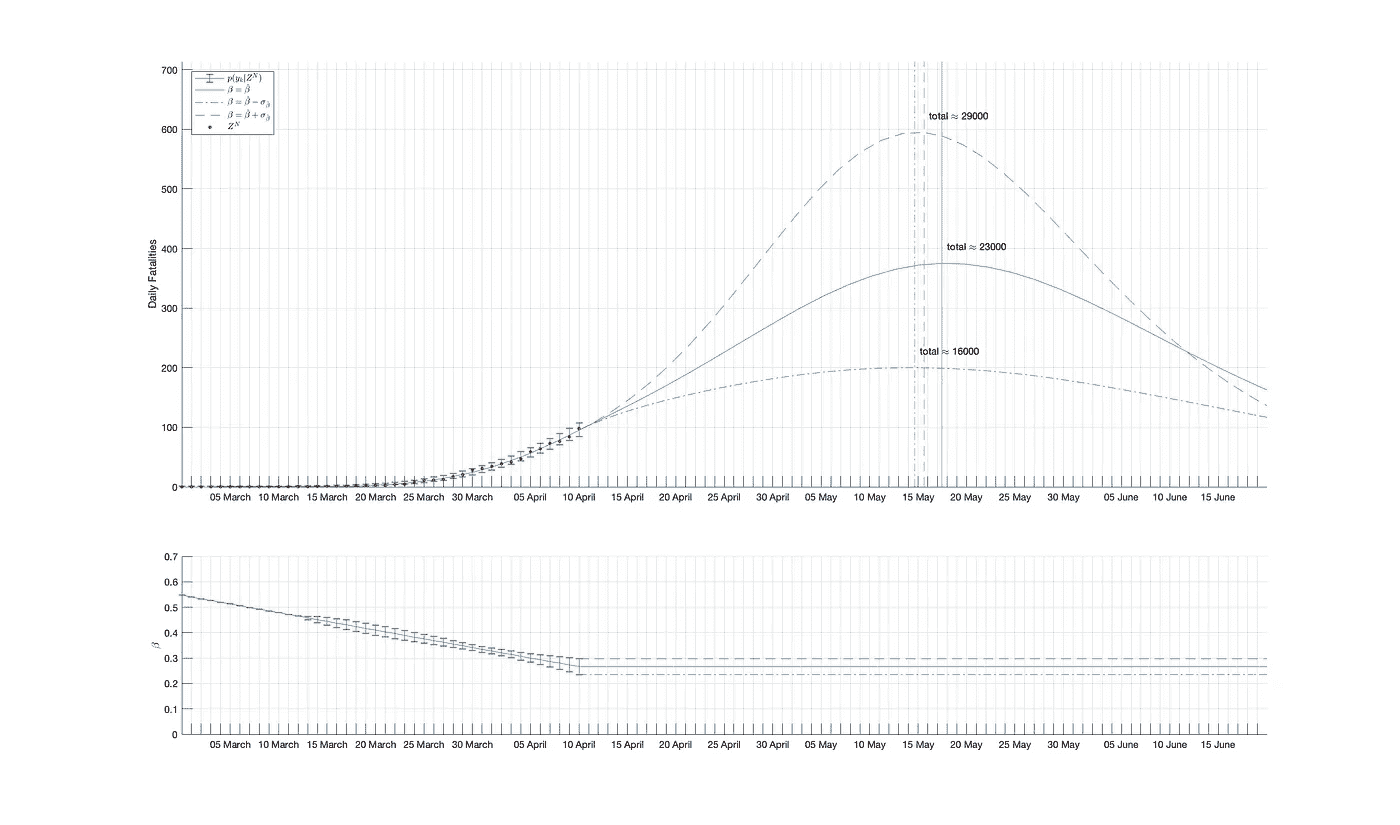 700
p(y_k|Z^N)
β = β̂
β = β̂ − σ_β̂
β = β̂ + σ_β̂
Z^N
total ≈ 29000
600
500
total ≈ 23000
400
Daily Fatalities
300
total ≈ 16000
200
100
0
05 March 10 March 15 March 20 March 25 March 30 March 05 April 10 April 15 April 20 April 25 April 30 April 05 May 10 May 15 May 20 May 25 May 30 May 05 June 10 June 15 June
0.7
0.6
0.5
0.4
β
0.3
0.2
0.1
0
05 March 10 March 15 March 20 March 25 March 30 March 05 April 10 April 15 April 20 April 25 April 30 April 05 May 10 May 15 May 20 May 25 May 30 May 05 June 10 June 15 June